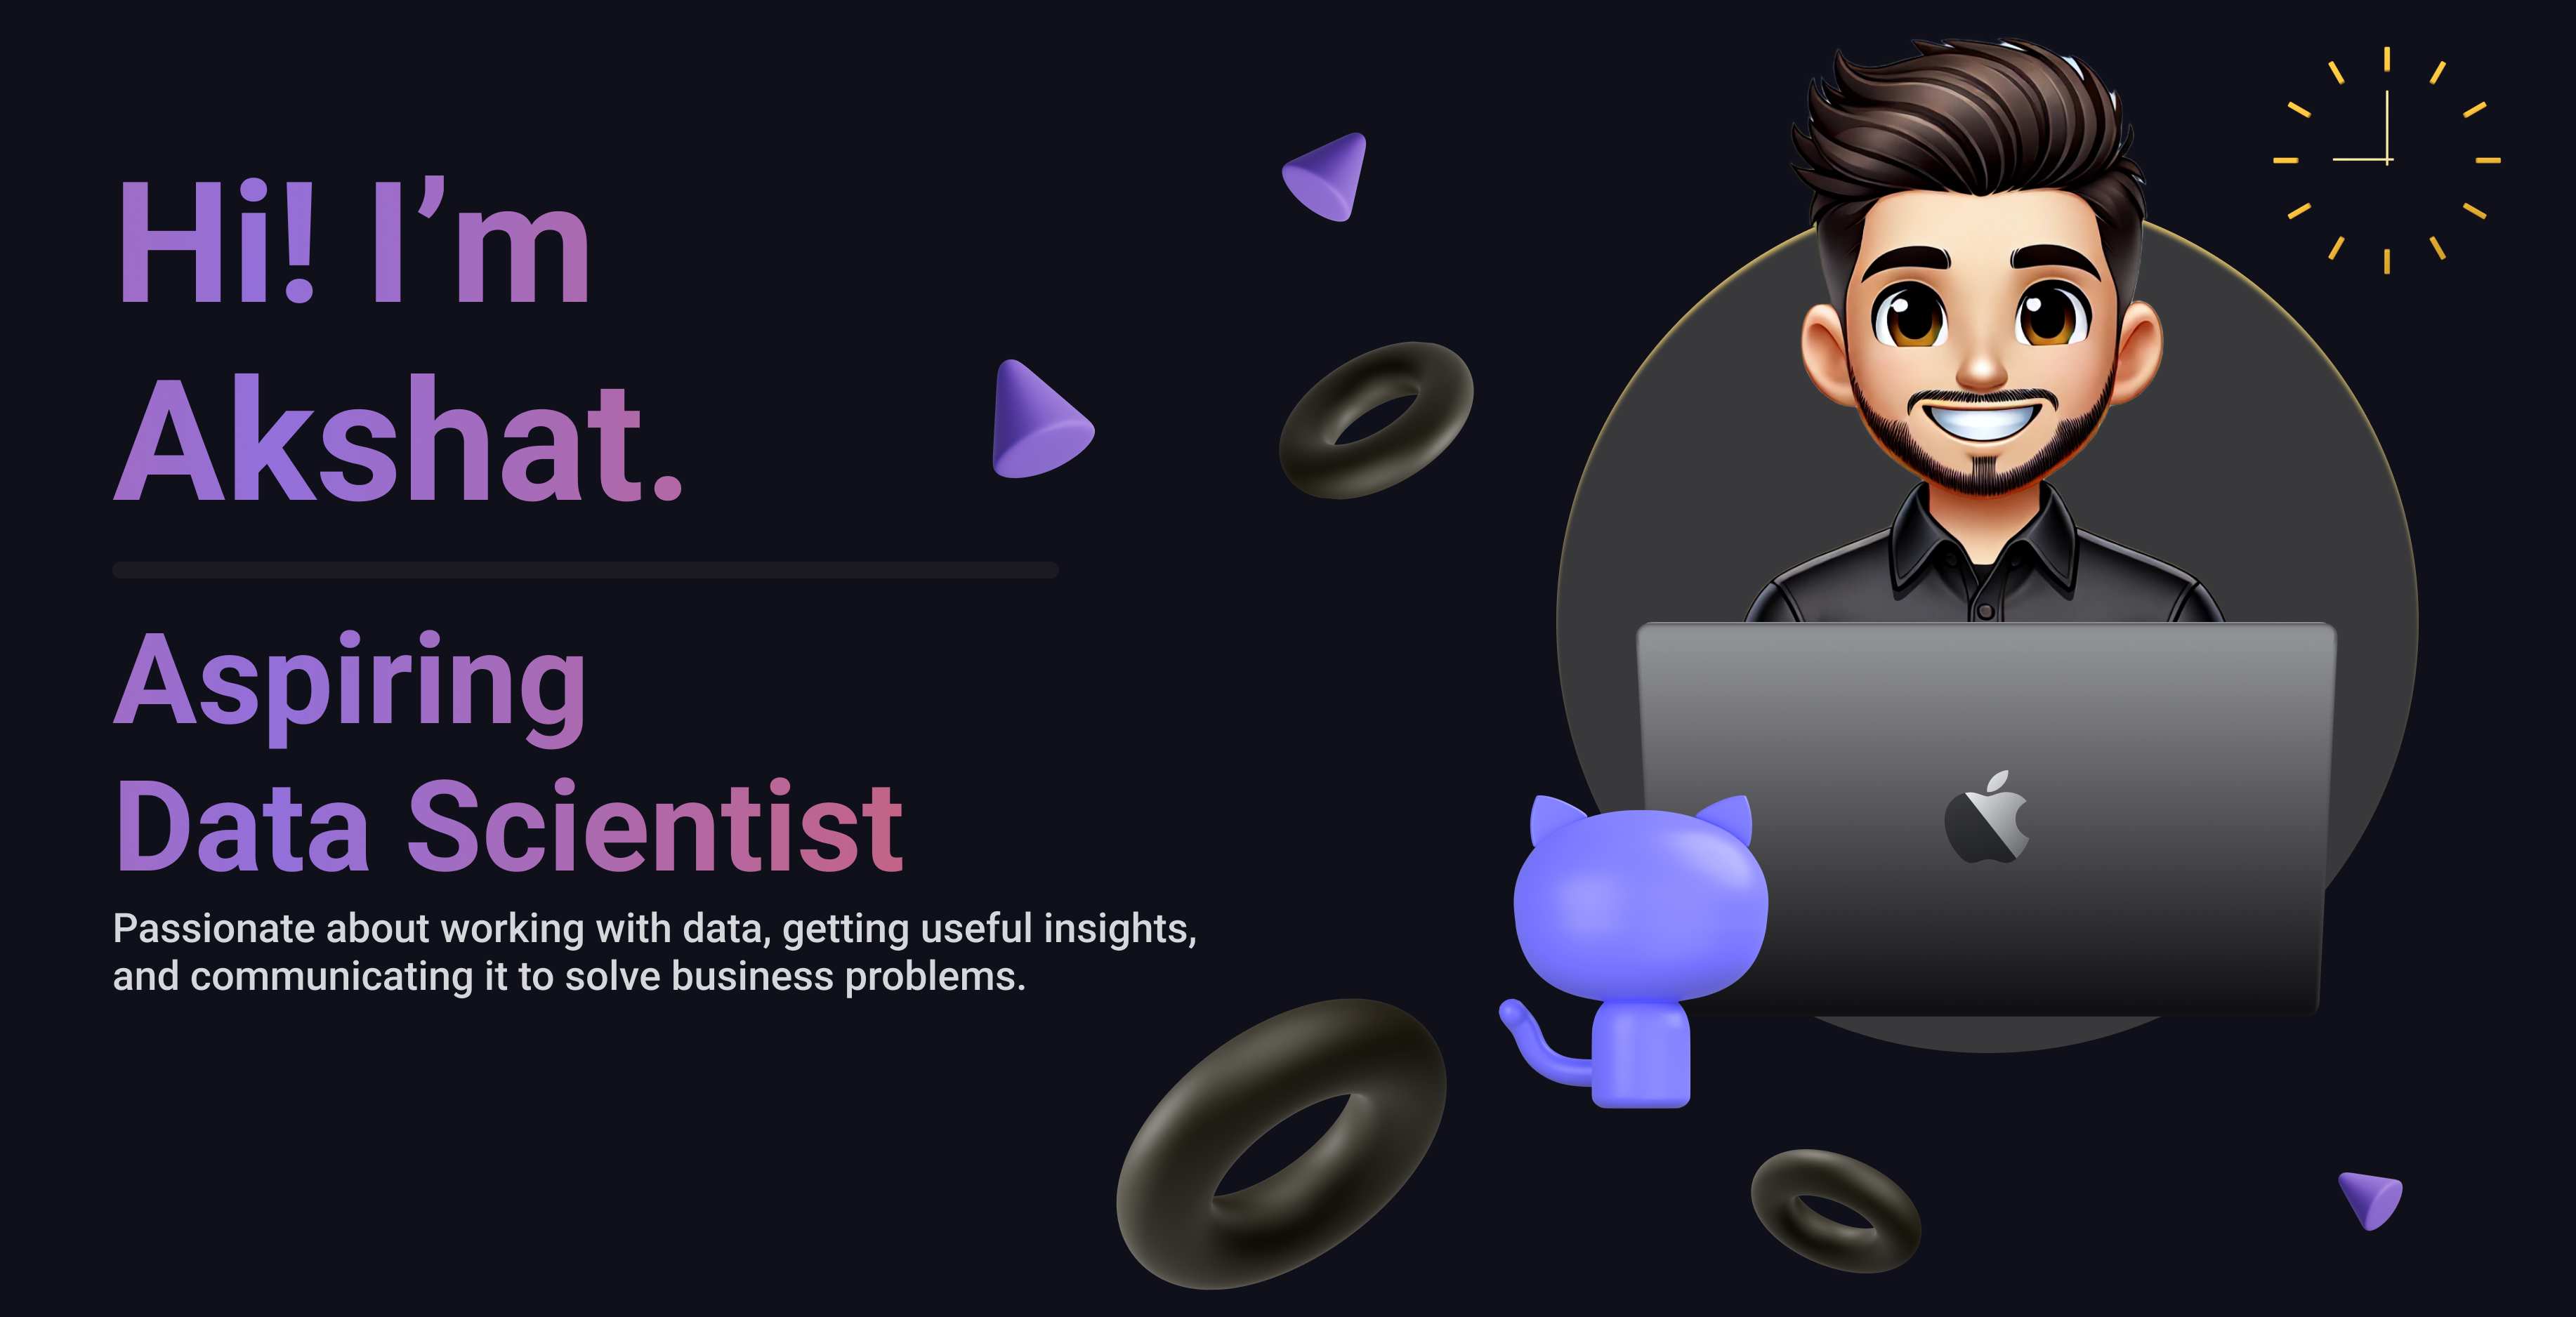 Hi! I’m
Akshat.
Aspiring
Data Scientist
Passionate about working with data, getting useful insights,
and communicating it to solve business problems.